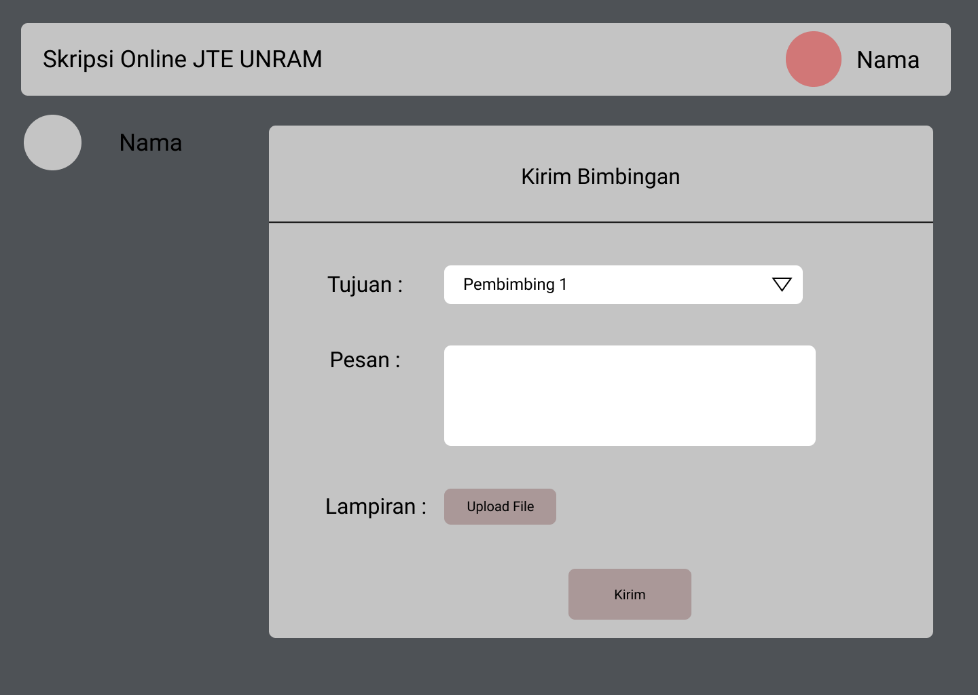 Skripsi Online JTE UNRAM
Nama
Nama
Kirim Bimbingan
Tujuan :
Pembimbing 1
Pesan :
Lampiran :
Upload File
Kirim